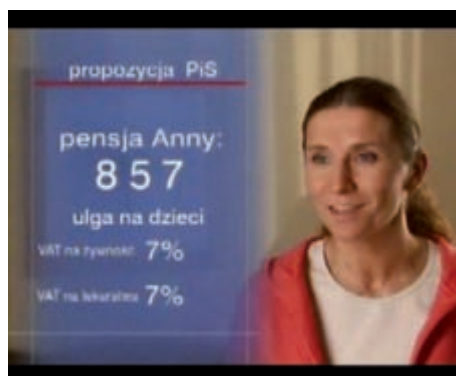 propozycja PiS
pensja Anny:
857
ulga na dzieci
VAT na żywność 7%
VAT na lekarstwa 7%